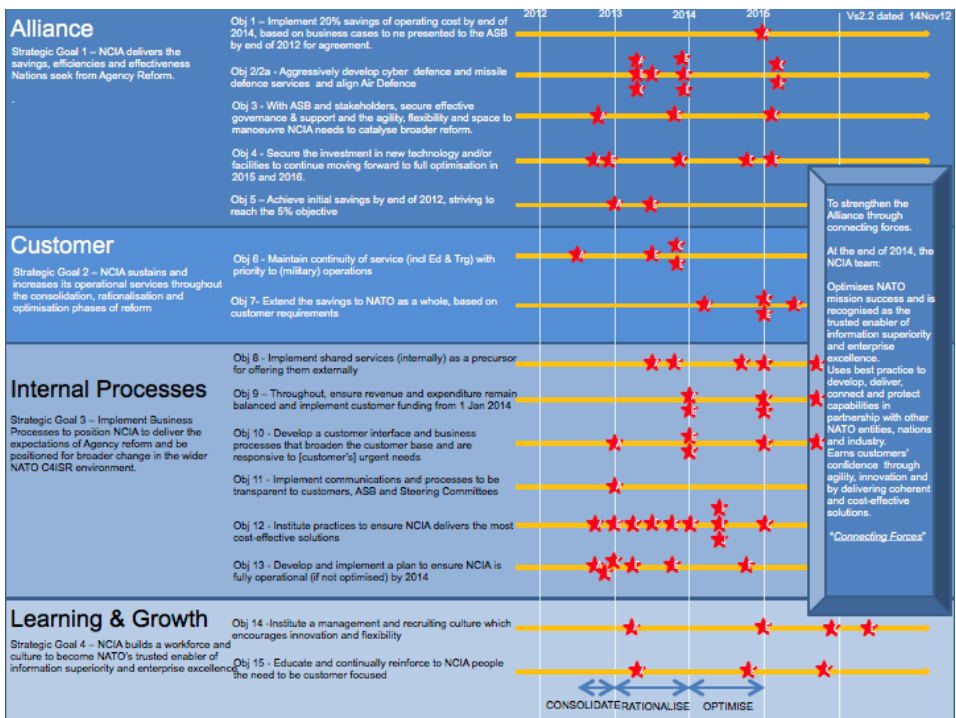 2012 2013 2014 2015
Vs2.2 dated 14Nov12
Alliance
Strategic Goal 1 – NCIA delivers the
savings, efficiencies and effectiveness
Nations seek from Agency Reform.
.
Obj 1 – Implement 20% savings of operating cost by end of
2014, based on business cases to ne presented to the ASB
by end of 2012 for agreement.
Obj 2/2a - Aggressively develop cyber defence and missile
defence services and align Air Defence
Obj 3 - With ASB and stakeholders, secure effective
governance & support and the agility, flexibility and space to
manoeuvre NCIA needs to catalyse broader reform.
Obj 4 - Secure the investment in new technology and/or
facilities to continue moving forward to full optimisation in
2015 and 2016.
Obj 5 – Achieve initial savings by end of 2012, striving to
reach the 5% objective
Customer
Strategic Goal 2 – NCIA sustains and
increases its operational services throughout
the consolidation, rationalisation and
optimisation phases of reform
Obj 6 - Maintain continuity of service (incl Ed & Trg) with
priority to (military) operations
Obj 7- Extend the savings to NATO as a whole, based on
customer requirements
Internal Processes
Strategic Goal 3 – Implement Business
Processes to position NCIA to deliver the
expectations of Agency reform and be
positioned for broader change in the wider
NATO C4ISR environment.
Obj 8 - Implement shared services (internally) as a precursor
for offering them externally
Obj 9 – Throughout, ensure revenue and expenditure remain
balanced and implement customer funding from 1 Jan 2014
Obj 10 - Develop a customer interface and business
processes that broaden the customer base and are
responsive to [customer's] urgent needs
Obj 11 - Implement communications and processes to be
transparent to customers, ASB and Steering Committees
Obj 12 - Institute practices to ensure NCIA delivers the most
cost-effective solutions
Obj 13 - Develop and implement a plan to ensure NCIA is
fully operational (if not optimised) by 2014
Learning & Growth
Strategic Goal 4 – NCIA builds a workforce and
culture to become NATO's trusted enabler of
information superiority and enterprise excellence
Obj 14 -Institute a management and recruiting culture which
encourages innovation and flexibility
Obj 15 - Educate and continually reinforce to NCIA people
the need to be customer focused
To strengthen the
Alliance through
connecting forces.
At the end of 2014, the
NCIA team:
Optimises NATO
mission success and is
recognised as the
trusted enabler of
information superiority
and enterprise
excellence.
Uses best practice to
develop, deliver,
connect and protect
capabilities in
partnership with other
NATO entities, nations
and industry.
Earns customers'
confidence through
agility, innovation and
by delivering coherent
and cost-effective
solutions.
"Connecting Forces"
CONSOLIDATE RATIONALISE OPTIMISE